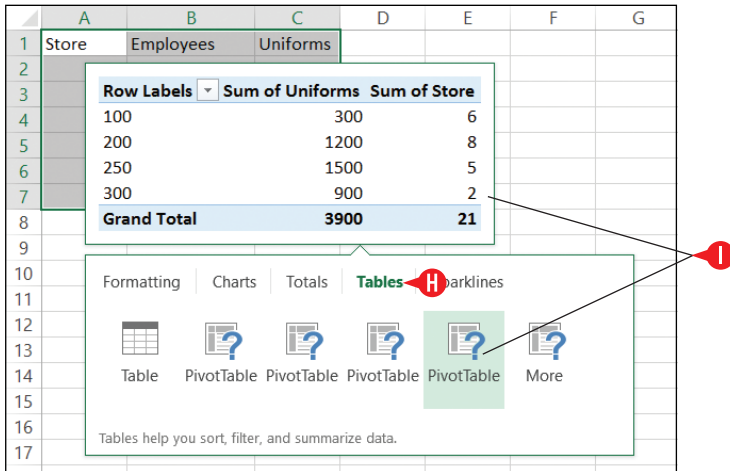 A B C D E F G
1 Store Employees Uniforms
2
3 Row Labels Sum of Uniforms Sum of Store
4 100 300 6
5 200 1200 8
6 250 1500 5
7 300 900 2
8 Grand Total 3900 21
9
I
10 Formatting Charts Totals Tables H parklines
11
12
13
14 Table PivotTable PivotTable PivotTable PivotTable More
15
16 Tables help you sort, filter, and summarize data.
17